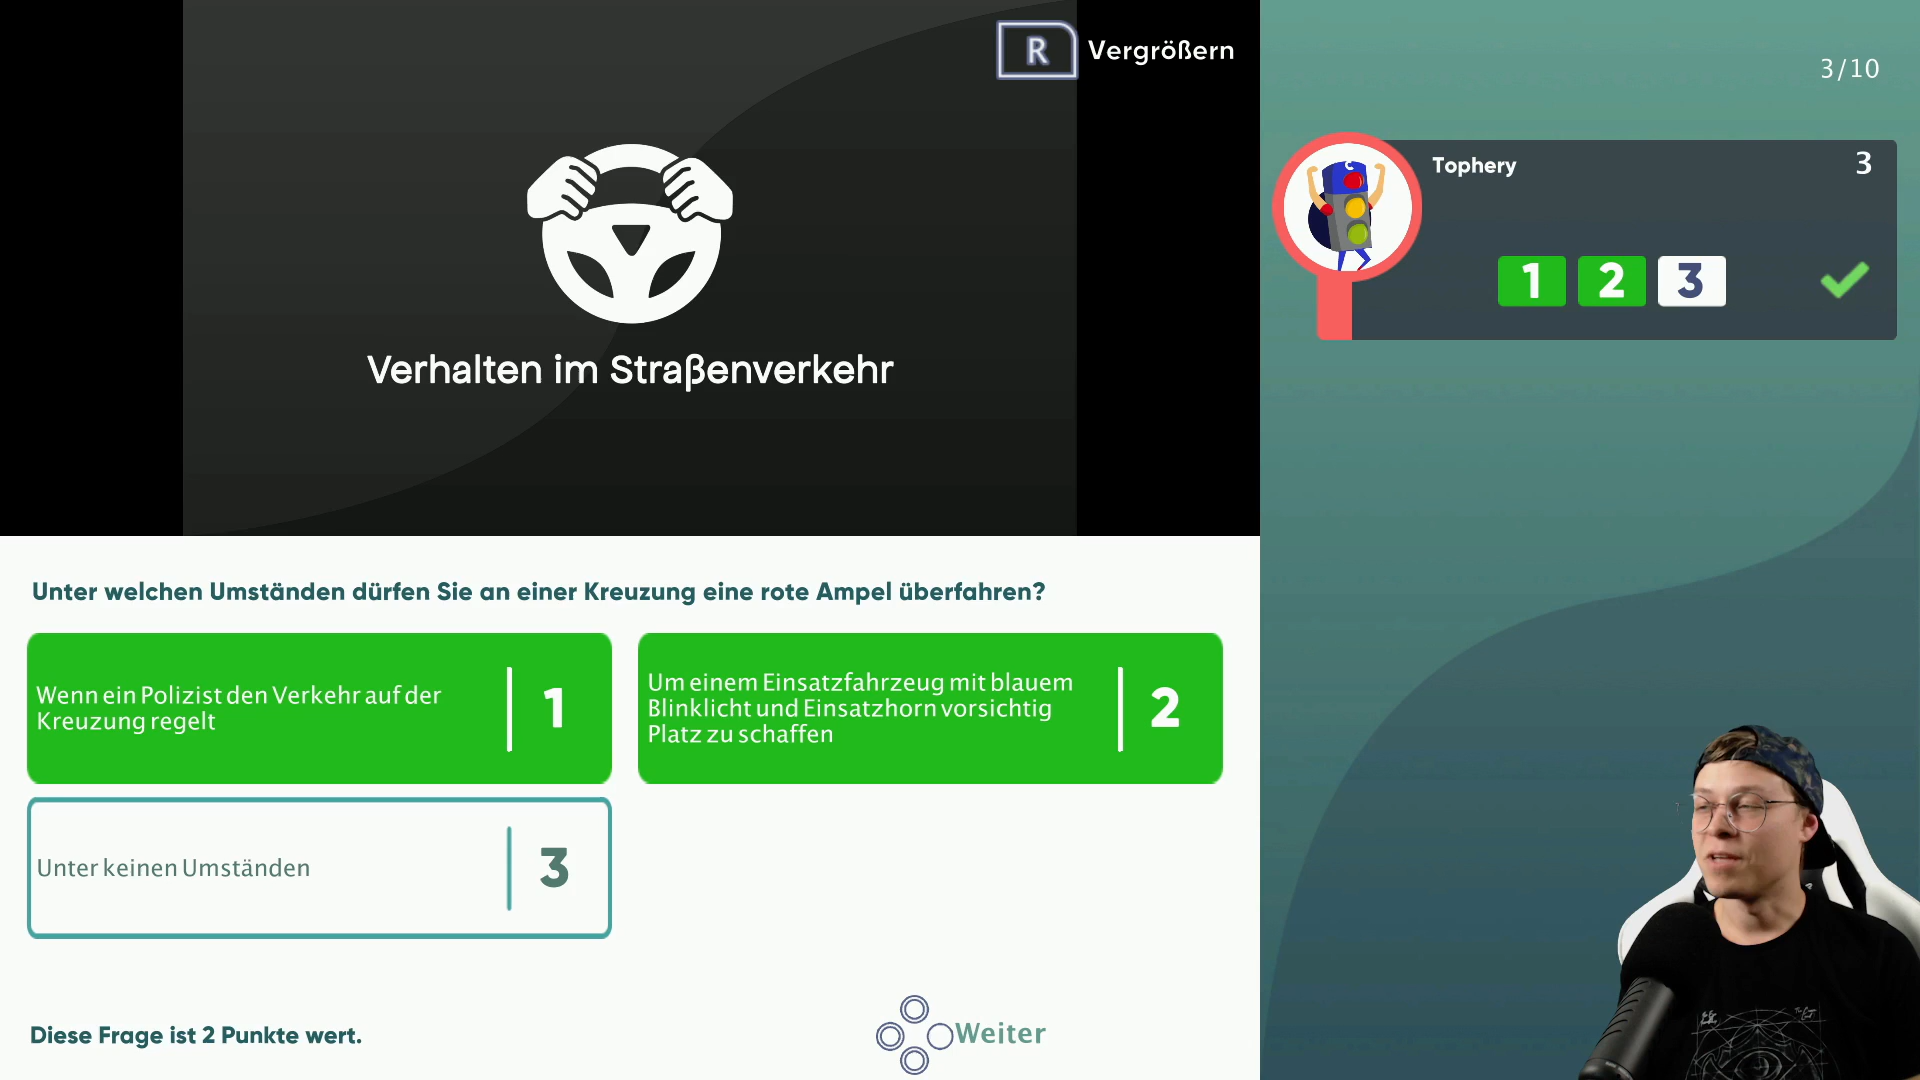 R Vergrößern
Verhalten im Straßenverkehr
3/10
Tophery 3
1 2 3
Unter welchen Umständen dürfen Sie an einer Kreuzung eine rote Ampel überfahren?
Wenn ein Polizist den Verkehr auf der
Kreuzung regelt
1
Um einem Einsatzfahrzeug mit blauem
Blinklicht und Einsatzhorn vorsichtig
Platz zu schaffen
2
Unter keinen Umständen
3
Diese Frage ist 2 Punkte wert.
Weiter